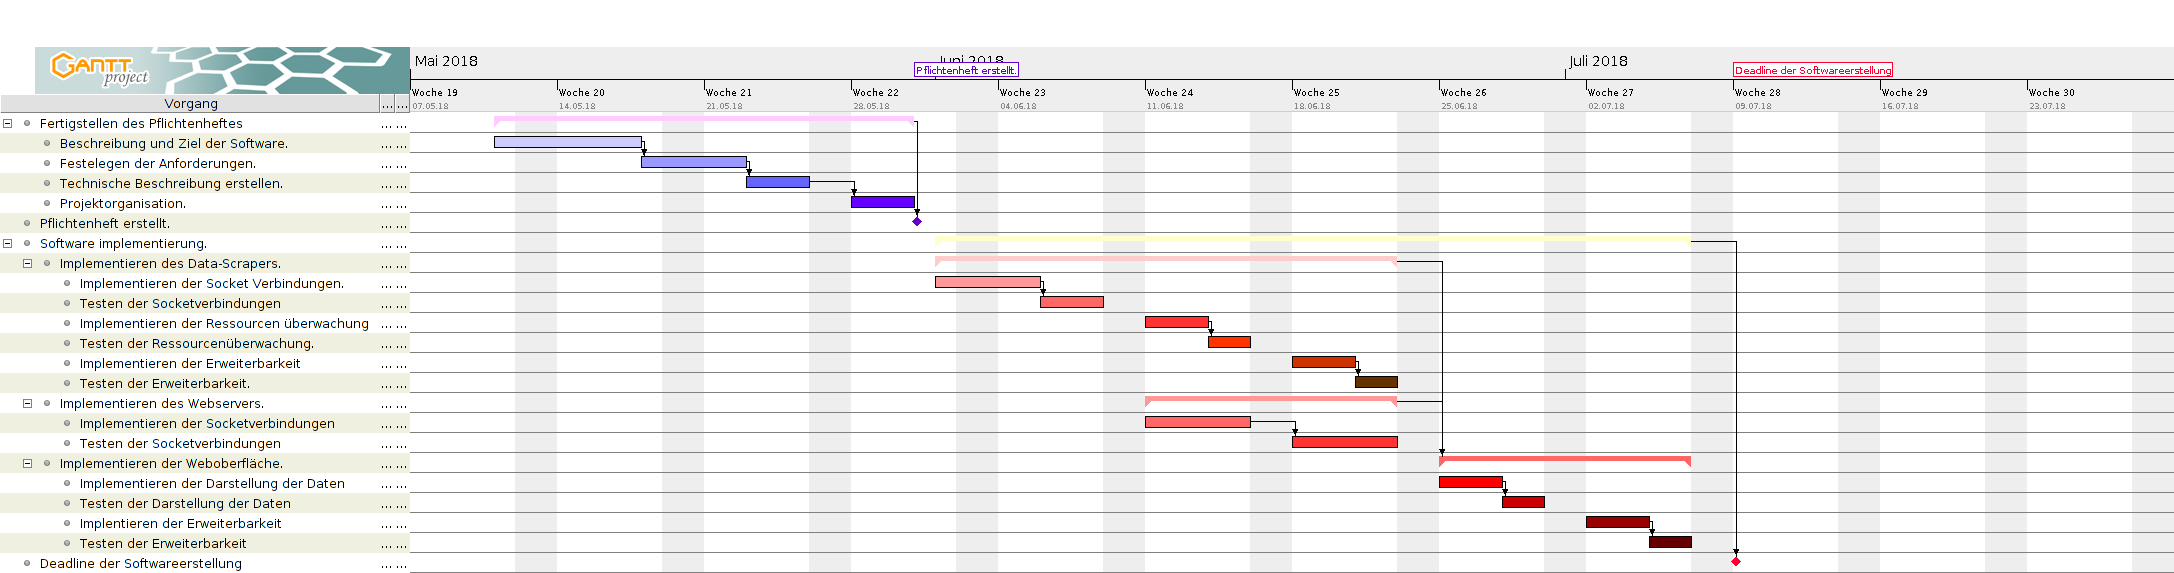 GANTT
project
Mai 2018
Juni 2018
Juli 2018
Pflichtenheft erstellt.
Deadline der Softwareerstellung
Vorgang ... ...
Woche 19
Woche 20
Woche 21
Woche 22
Woche 23
Woche 24
Woche 25
Woche 26
Woche 27
Woche 28
Woche 29
Woche 30
07.05.18
14.05.18
21.05.18
28.05.18
04.06.18
11.06.18
18.06.18
25.06.18
02.07.18
09.07.18
16.07.18
23.07.18
Fertigstellen des Pflichtenheftes ... ...
Beschreibung und Ziel der Software. ... ...
Festelegen der Anforderungen. ... ...
Technische Beschreibung erstellen. ... ...
Projektorganisation. ... ...
Pflichtenheft erstellt. ... ...
Software implementierung. ... ...
Implementieren des Data-Scrapers. ... ...
Implementieren der Socket Verbindungen. ... ...
Testen der Socketverbindungen ... ...
Implementieren der Ressourcen überwachung ... ...
Testen der Ressourcenüberwachung. ... ...
Implementieren der Erweiterbarkeit ... ...
Testen der Erweiterbarkeit. ... ...
Implementieren des Webservers. ... ...
Implementieren der Socketverbindungen ... ...
Testen der Socketverbindungen ... ...
Implementieren der Weboberfläche. ... ...
Implementieren der Darstellung der Daten ... ...
Testen der Darstellung der Daten ... ...
Implentieren der Erweiterbarkeit ... ...
Testen der Erweiterbarkeit ... ...
Deadline der Softwareerstellung ... ...